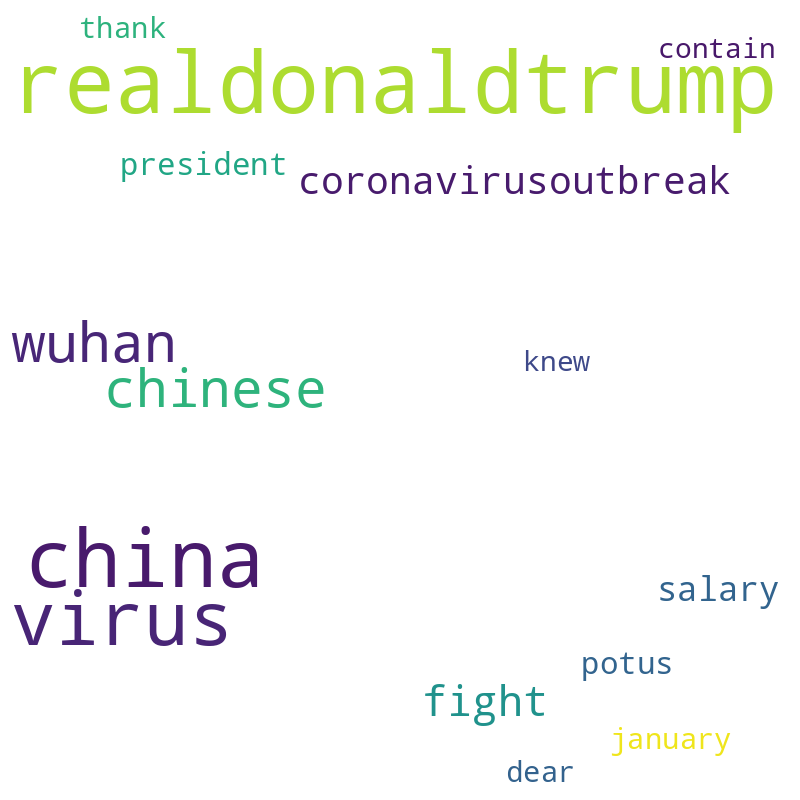 thank
contain
realdonaldtrump
president
coronavirusoutbreak
wuhan
knew
chinese
china
salary
virus
potus
fight
january
dear